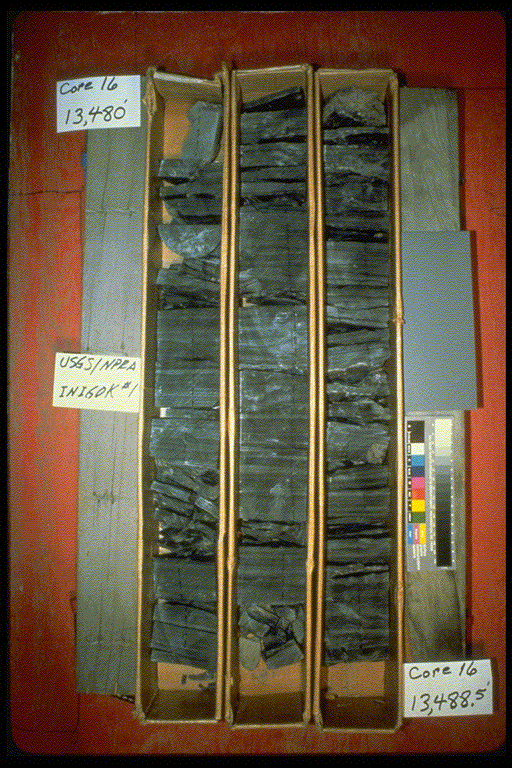 Core 16
13,480'
USGS/NPRA
INIGOK #1
Core 16
13,488.5'